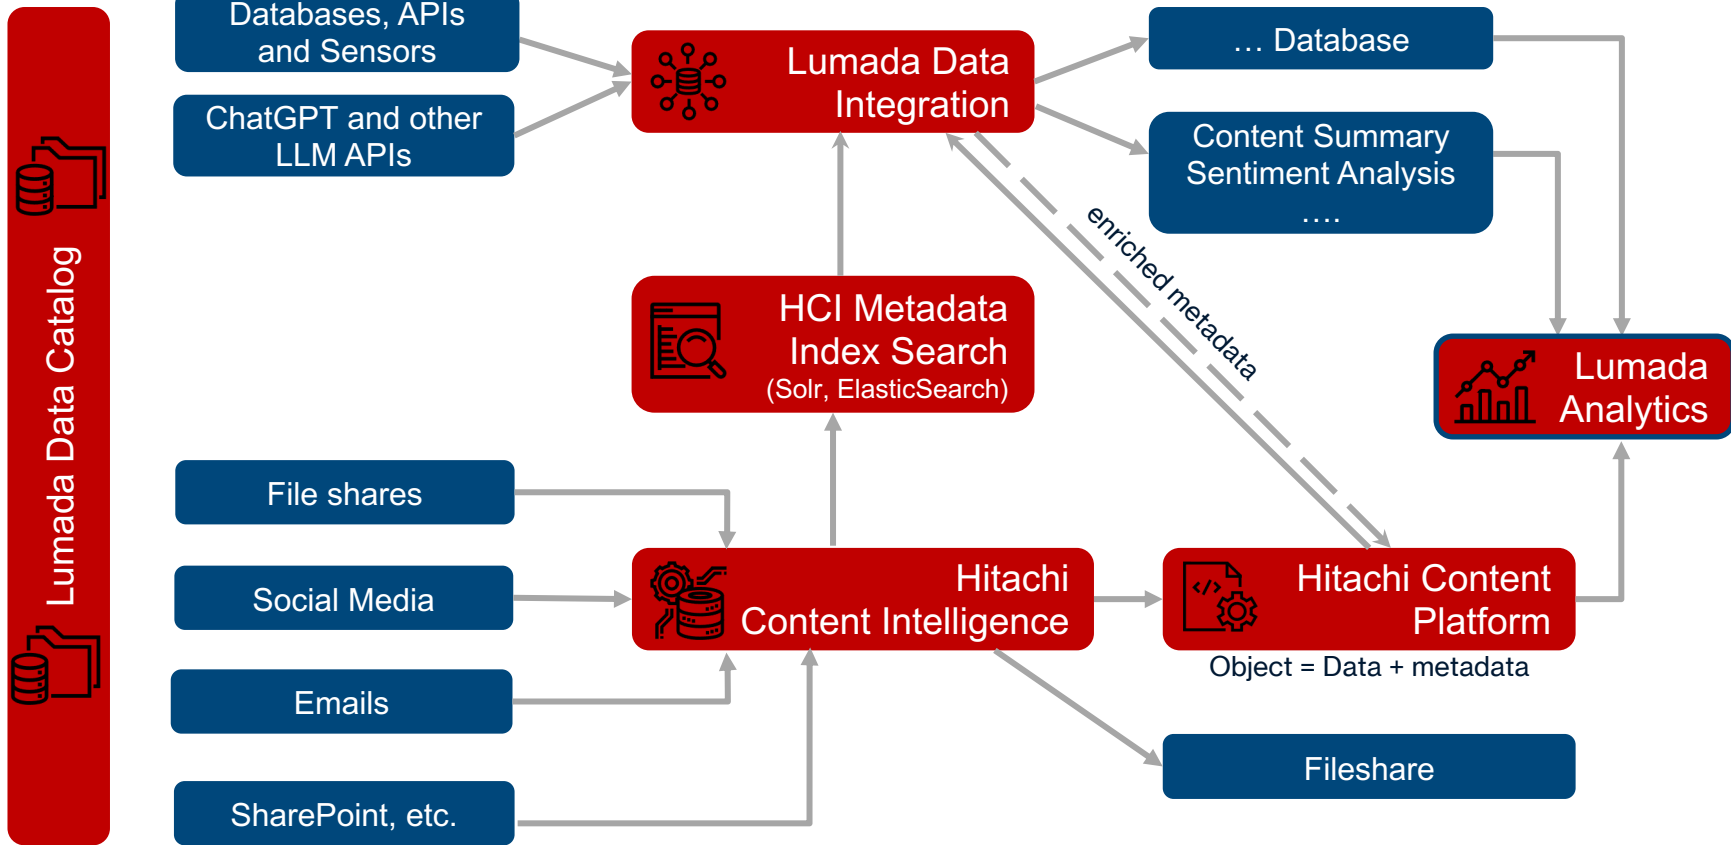 Lumada Data Catalog
Databases, APIs
and Sensors
ChatGPT and other
LLM APIs
Lumada Data
Integration
… Database
Content Summary
Sentiment Analysis
….
enriched metadata
HCI Metadata
Index Search
(Solr, ElasticSearch)
Lumada
Analytics
File shares
Social Media
Emails
SharePoint, etc.
Hitachi
Content Intelligence
</>
Hitachi Content
Platform
Object = Data + metadata
Fileshare